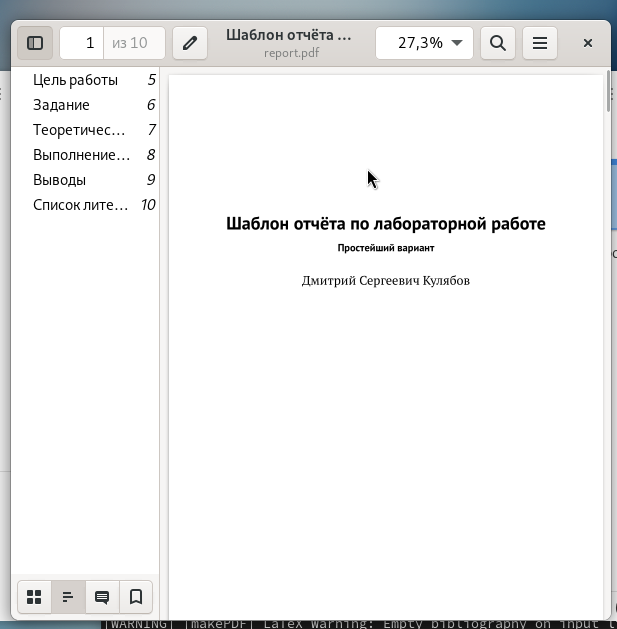 1
из 10
Шаблон отчёта …
report.pdf
27,3%
Цель работы 5
Задание 6
Теоретичес… 7
Выполнение… 8
Выводы 9
Список лите… 10
Шаблон отчёта по лабораторной работе
Простейший вариант
Дмитрий Сергеевич Кулябов
[WARNING] [makePDF] LaTeX Warning: Empty bibliography on input l